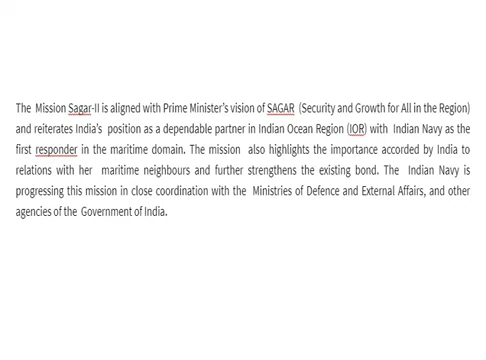 The Mission Sagar-II is aligned with Prime Minister's vision of SAGAR (Security and Growth for All in the Region)
and reiterates India's position as a dependable partner in Indian Ocean Region (IOR) with Indian Navy as the
first responder in the maritime domain. The mission also highlights the importance accorded by India to
relations with her maritime neighbours and further strengthens the existing bond. The Indian Navy is
progressing this mission in close coordination with the Ministries of Defence and External Affairs, and other
agencies of the Government of India.